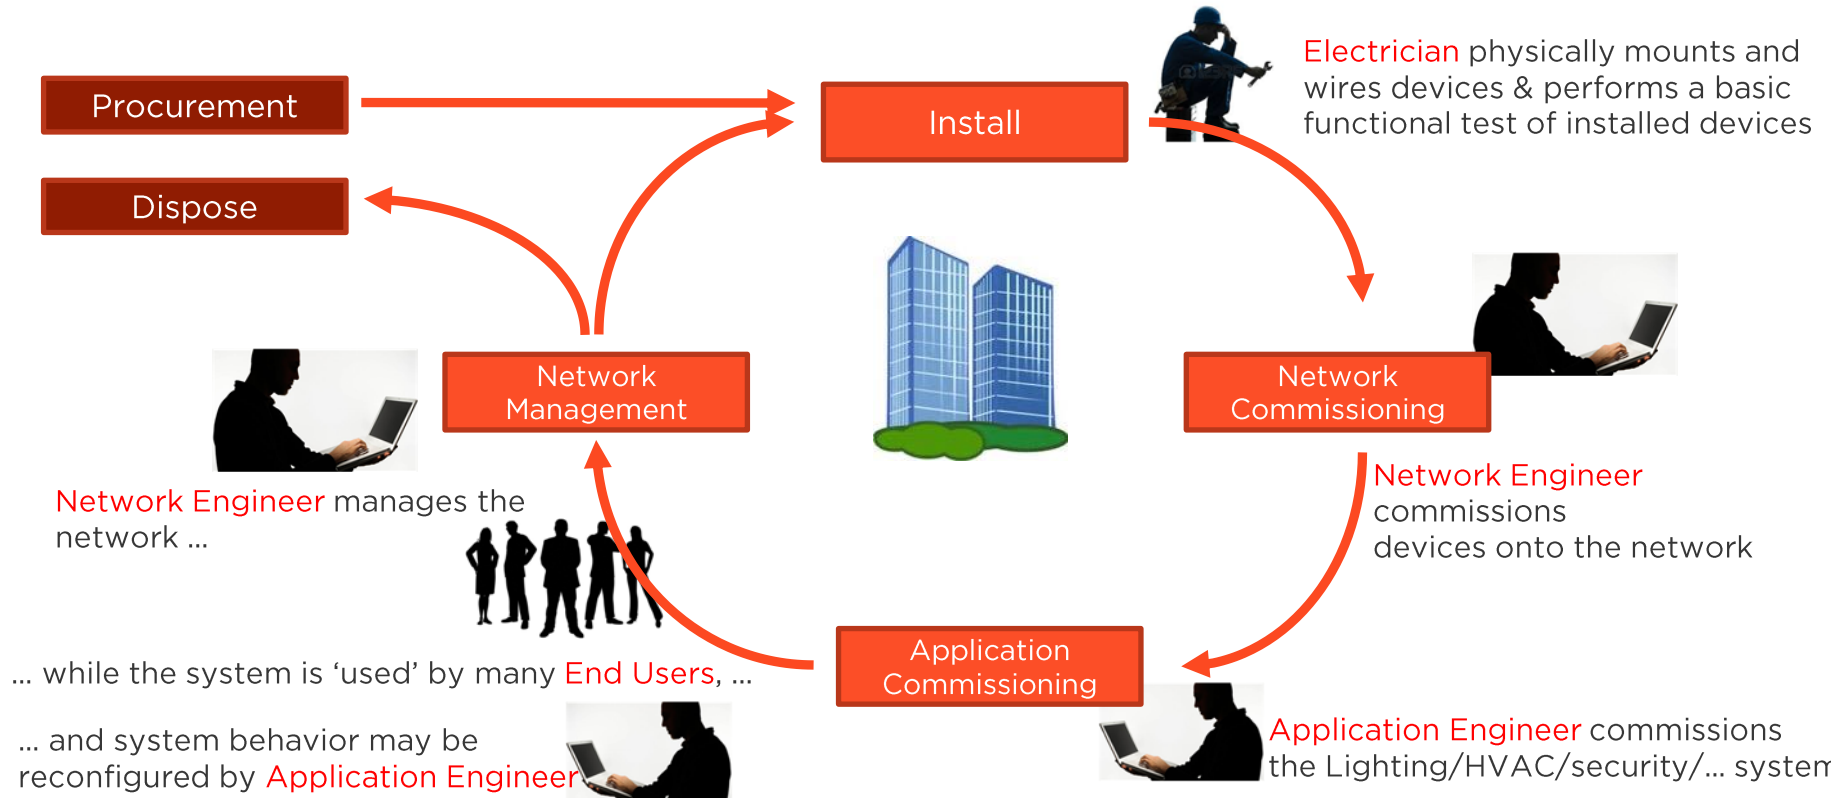 Procurement
Install
Electrician physically mounts and
wires devices & performs a basic
functional test of installed devices
Dispose
Network
Management
Network
Commissioning
Network Engineer manages the
network ...
Network Engineer
commissions
devices onto the network
... while the system is ‘used’ by many End Users, ...
Application
Commissioning
... and system behavior may be
reconfigured by Application Engineer
Application Engineer commissions
the Lighting/HVAC/security/... system